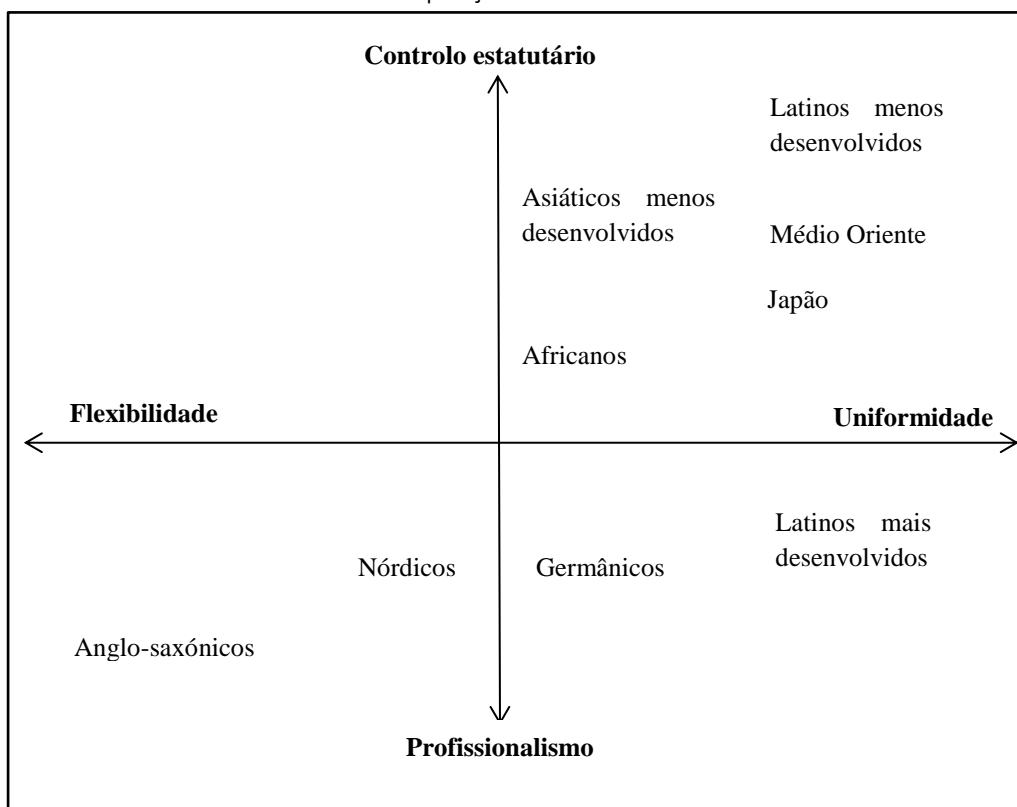 Controlo estatutário
Latinos menos
desenvolvidos
Asiáticos menos
desenvolvidos
Médio Oriente
Japão
Africanos
Flexibilidade
Uniformidade
Latinos mais
desenvolvidos
Nórdicos
Germânicos
Anglo-saxónicos
Profissionalismo